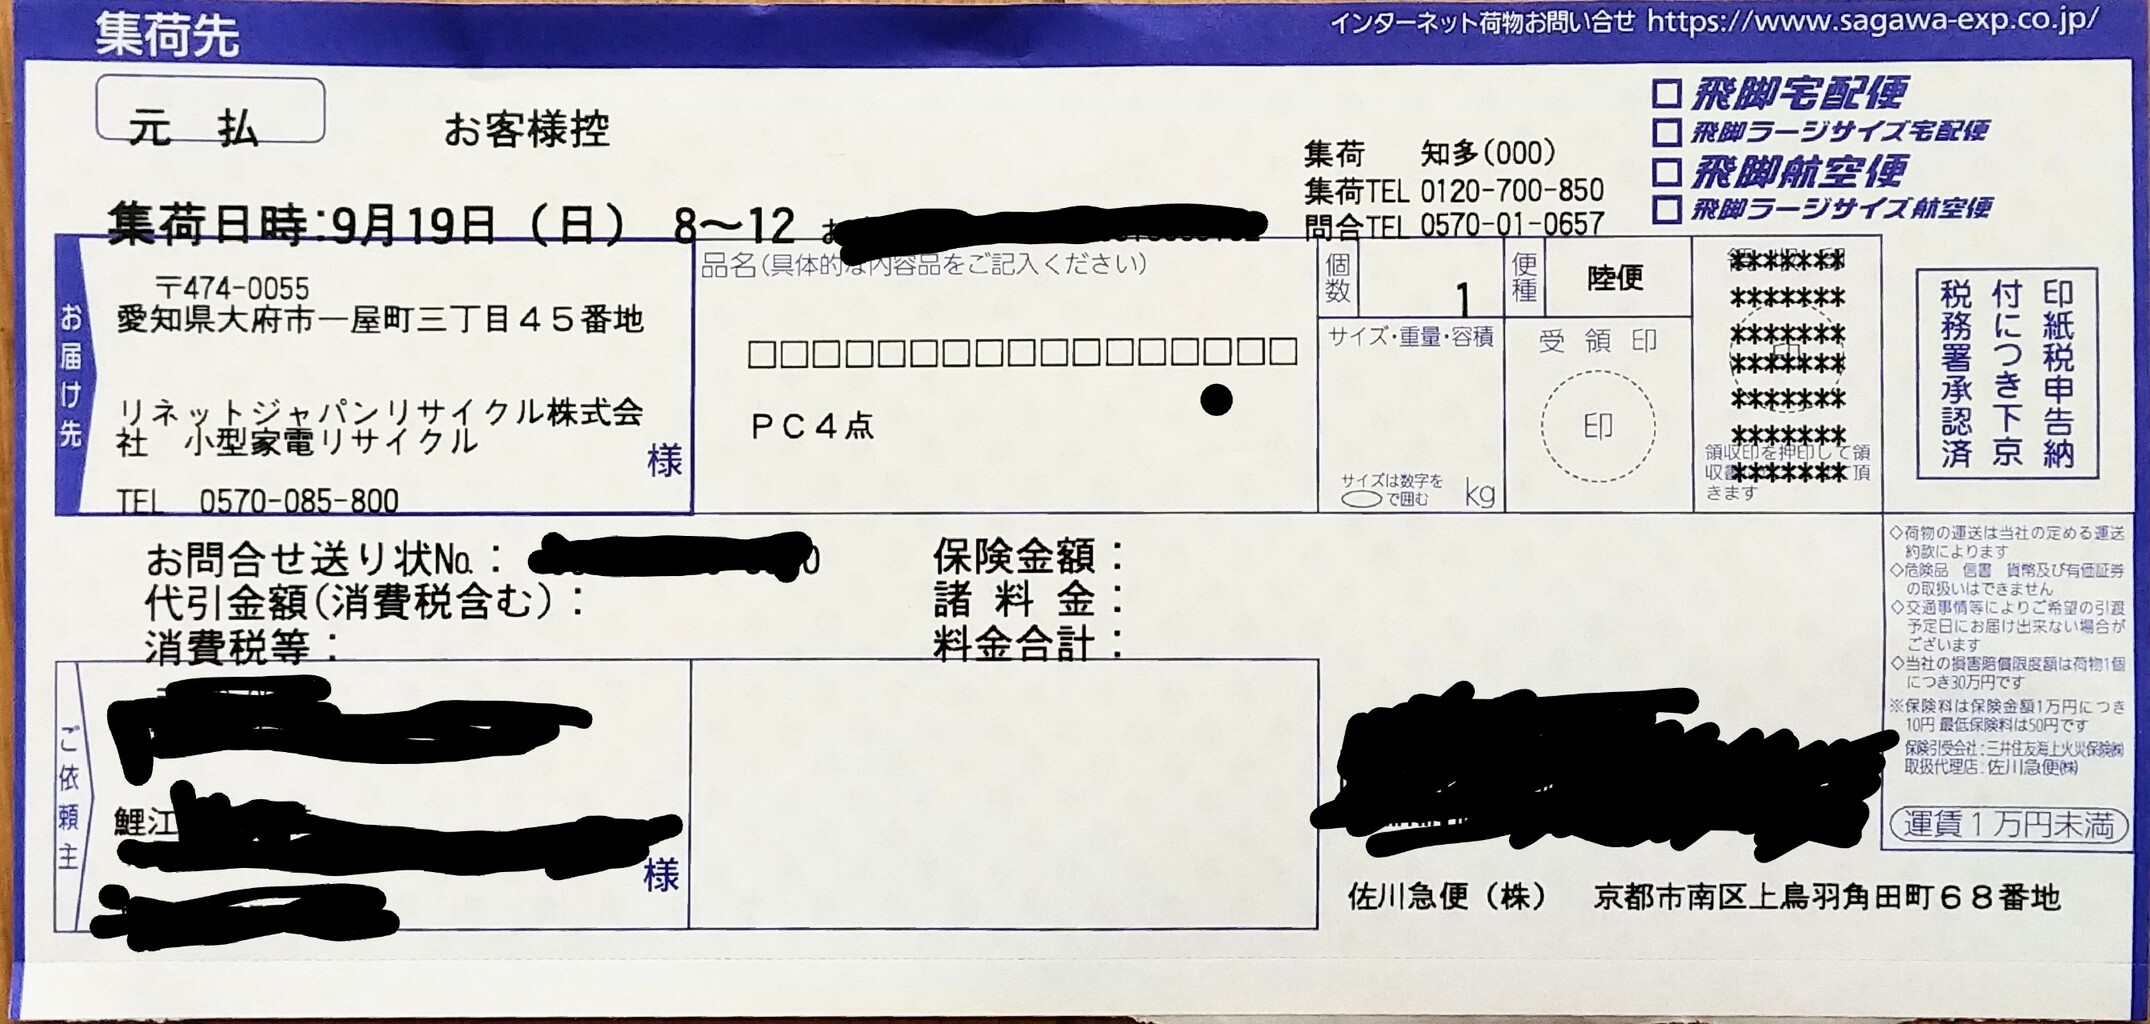 集荷先
インターネット荷物お問い合せ https://www.sagawa-exp.co.jp/
元 払
お客様控
集荷 知多(000)
集荷TEL 0120-700-850
問合TEL 0570-01-0657
□ 飛脚宅配便
□ 飛脚ラージサイズ宅配便
□ 飛脚航空便
□ 飛脚ラージサイズ航空便
集荷日時:9月19日(日) 8～12 お
お届け先
〒474-0055
愛知県大府市一屋町三丁目45番地
リネットジャパンリサイクル株式会
社 小型家電リサイクル
様
TEL 0570-085-800
品名(具体的な内容品をご記入ください)
□□□□□□□□□□□□□□□□□
●
PC4点
個数
1
便種
陸便
サイズ・重量・容積
サイズは数字を
で囲む
kg
受領印
印
*******
*******
*******
*******
*******
*******
領収印を押印して領
収 ******* 頂
きます
印紙税申告納
付につき下京
税務署承認済
お問合せ送り状No.:
代引金額(消費税含む):
消費税等:
保険金額:
諸料金:
料金合計:
◇荷物の運送は当社の定める運送
約款によります
◇危険品 信書 貨幣及び有価証券
の取扱いはできません
◇交通事情等によりご希望の引渡
予定日にお届け出来ない場合が
ございます
◇当社の損害賠償限度額は荷物1個
につき30万円です
※保険料は保険金額1万円につき
10円 最低保険料は50円です
保険引受会社:三井住友海上火災保険㈱
取扱代理店:佐川急便㈱
運賃1万円未満
ご依頼主
鯉江
様
佐川急便(株) 京都市南区上鳥羽角田町68番地